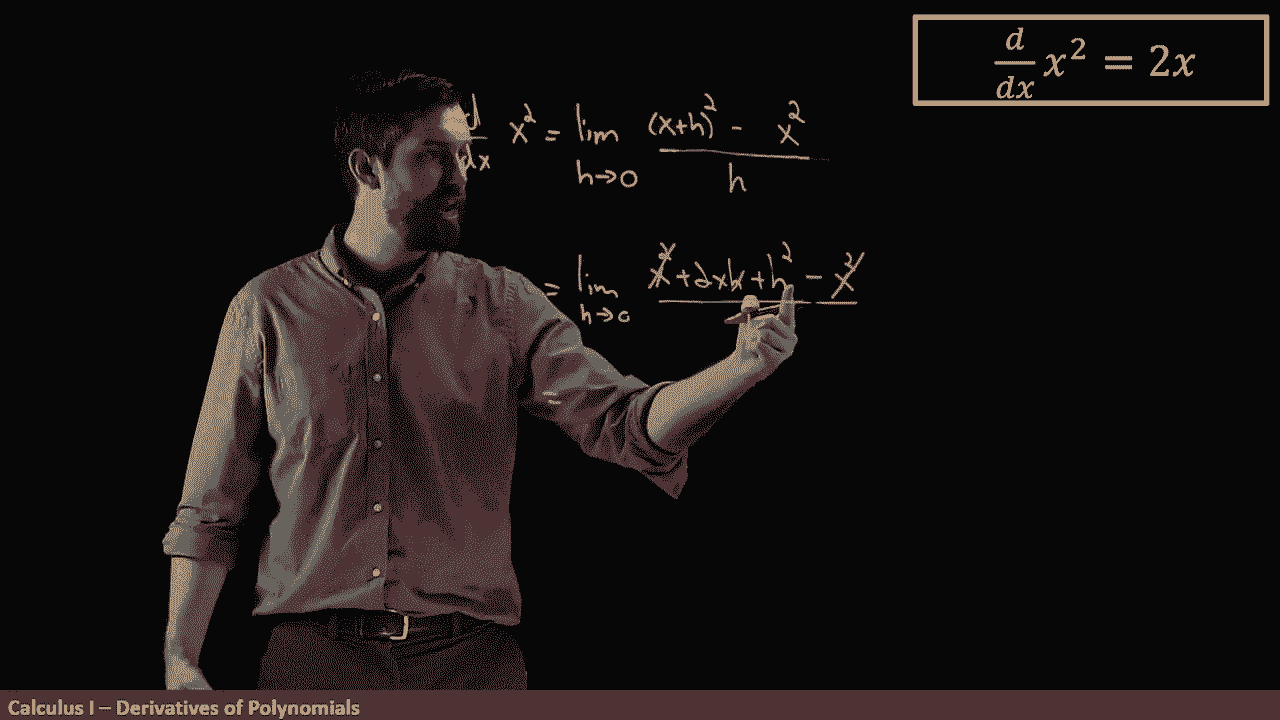 d/dx x² = 2x
d/dx x² = lim h→0 (x+h)² - x² / h
= lim h→0 x² + 2xh + h² - x²
=
Calculus I – Derivatives of Polynomials